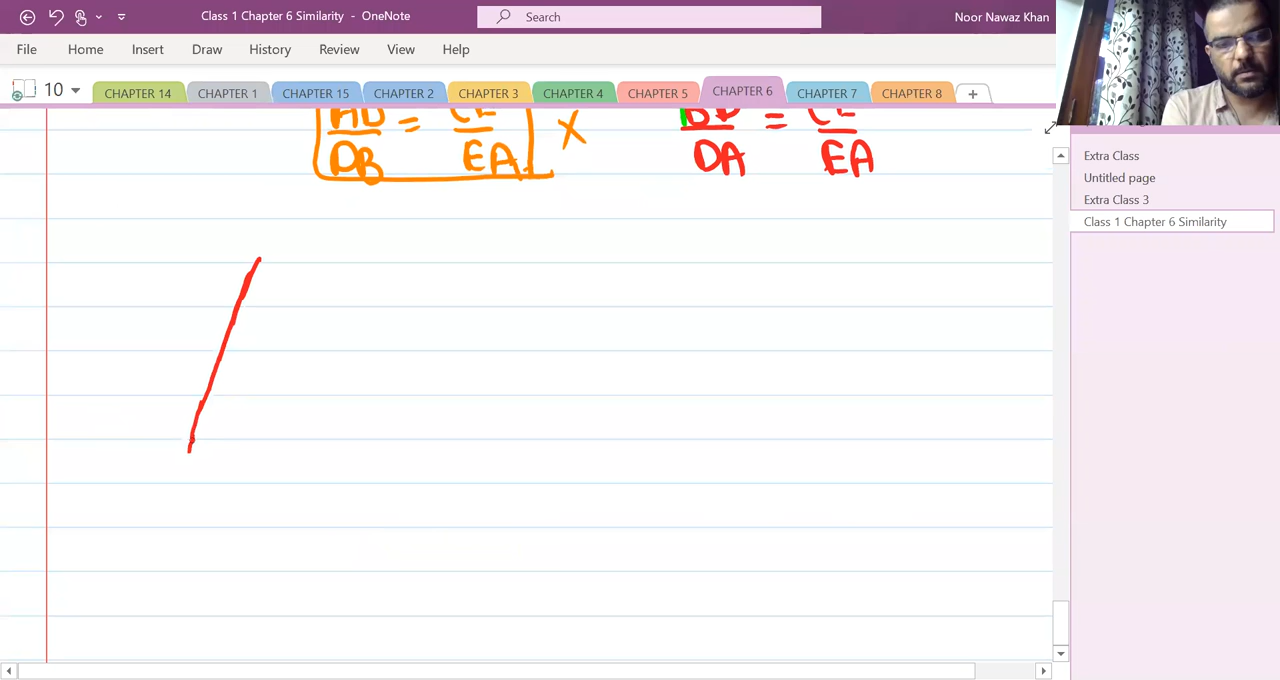 Class 1 Chapter 6 Similarity - OneNote
Search
Noor Nawaz Khan
File Home Insert Draw History Review View Help
10 CHAPTER 14 CHAPTER 1 CHAPTER 15 CHAPTER 2 CHAPTER 3 CHAPTER 4 CHAPTER 5 CHAPTER 6 CHAPTER 7 CHAPTER 8 +
= X =
DB EA DA EA
Extra Class
Untitled page
Extra Class 3
Class 1 Chapter 6 Similarity